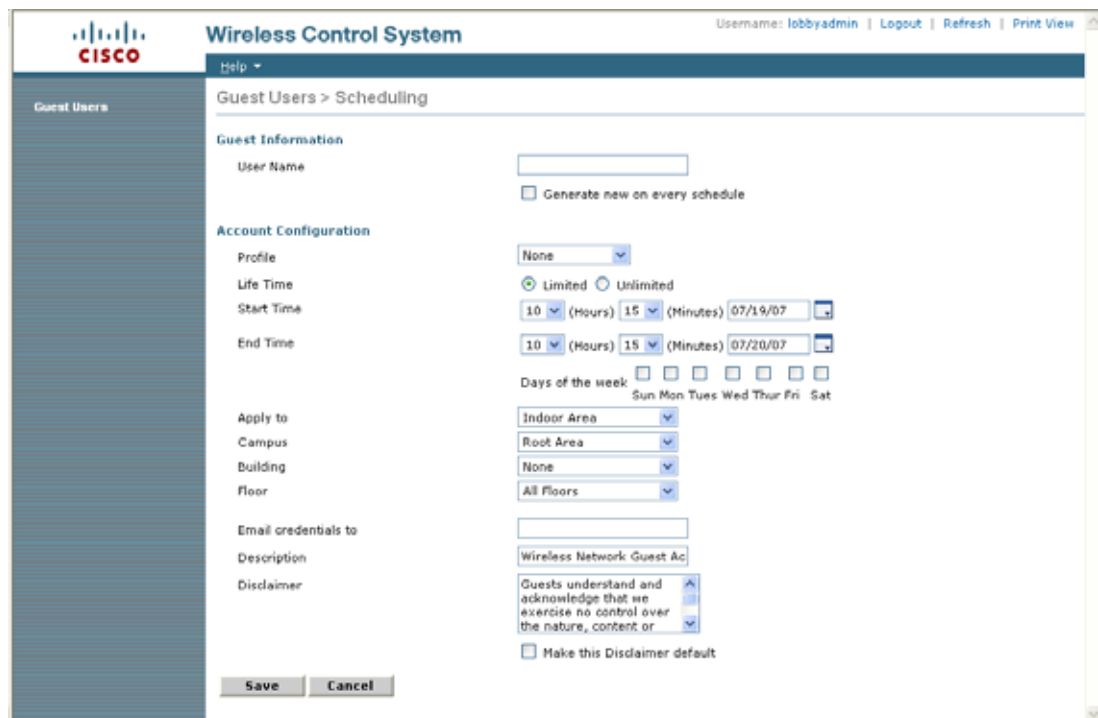 CISCO
Wireless Control System
Username: lobbyadmin | Logout | Refresh | Print View
Help
Guest Users
Guest Users > Scheduling
Guest Information
User Name
Generate new on every schedule
Account Configuration
Profile None
Life Time Limited Unlimited
Start Time 10 (Hours) 15 (Minutes) 07/19/07
End Time 10 (Hours) 15 (Minutes) 07/20/07
Days of the week
Sun Mon Tues Wed Thur Fri Sat
Apply to Indoor Area
Campus Root Area
Building None
Floor All Floors
Email credentials to
Description Wireless Network Guest Ac
Disclaimer Guests understand and
acknowledge that we
exercise no control over
the nature, content or
Make this Disclaimer default
Save Cancel